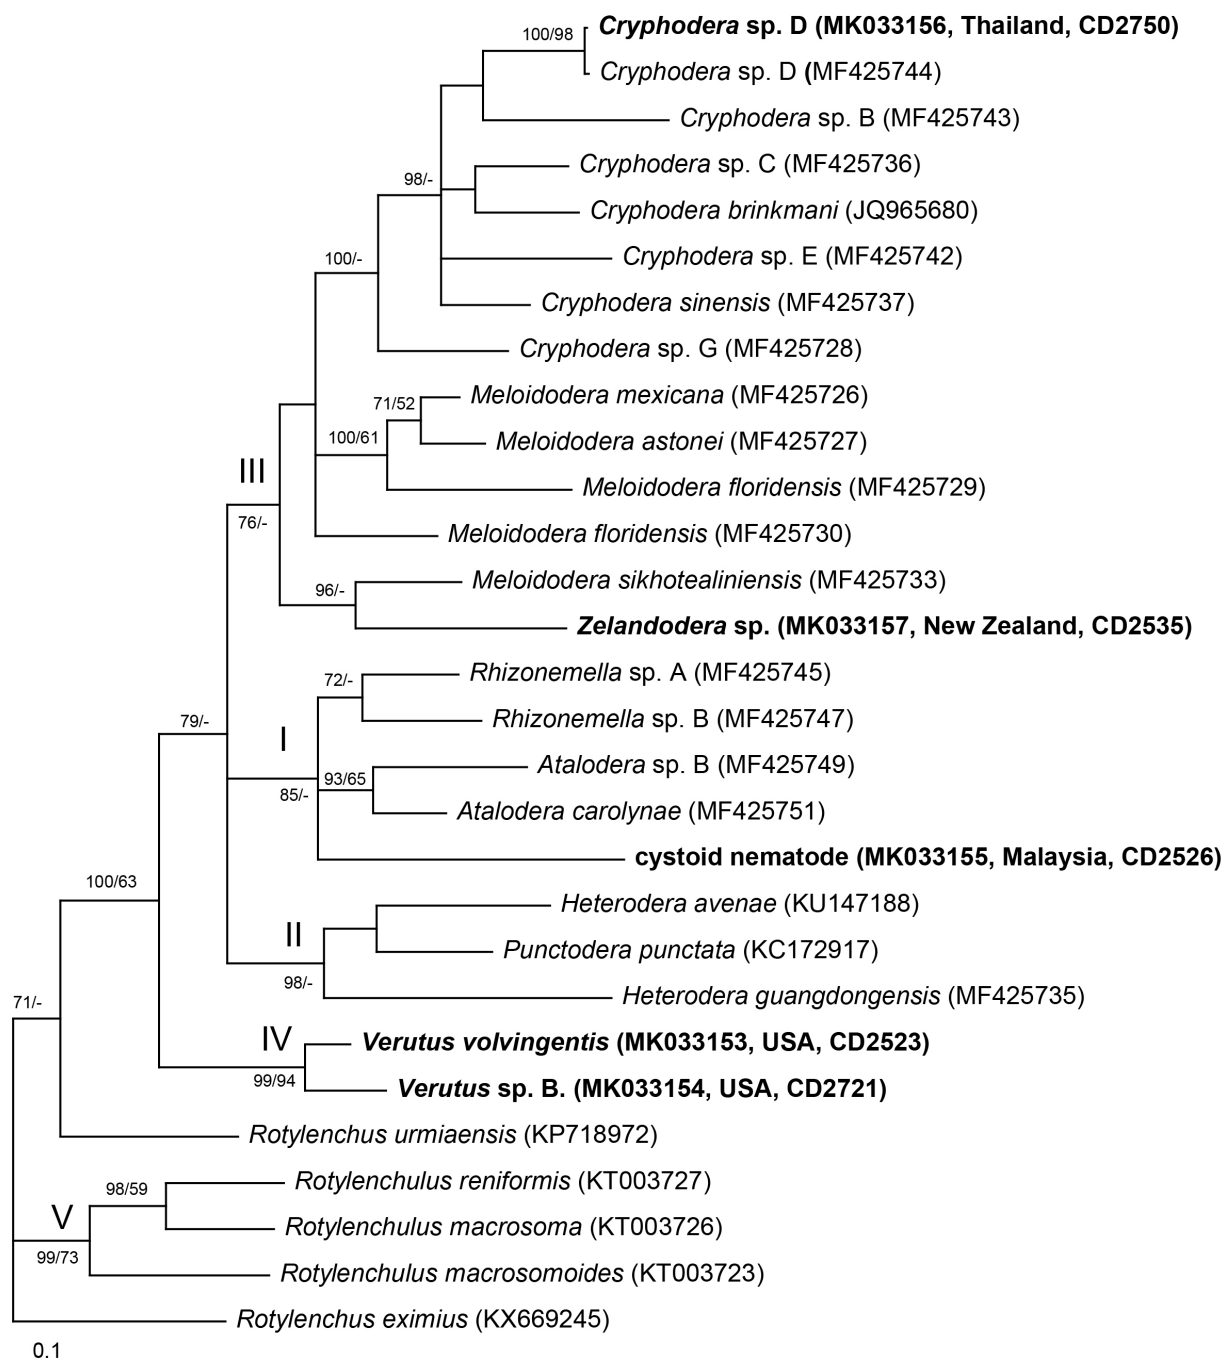 100/98
Cryphodera sp. D (MK033156, Thailand, CD2750)
Cryphodera sp. D (MF425744)
Cryphodera sp. B (MF425743)
Cryphodera sp. C (MF425736)
98/-
Cryphodera brinkmani (JQ965680)
Cryphodera sp. E (MF425742)
100/-
Cryphodera sinensis (MF425737)
Cryphodera sp. G (MF425728)
Meloidodera mexicana (MF425726)
71/52
100/61
Meloidodera astonei (MF425727)
III
Meloidodera floridensis (MF425729)
76/-
Meloidodera floridensis (MF425730)
Meloidodera sikhotealiniensis (MF425733)
96/-
Zelandodera sp. (MK033157, New Zealand, CD2535)
Rhizonemella sp. A (MF425745)
72/-
Rhizonemella sp. B (MF425747)
79/-
I
Atalodera sp. B (MF425749)
93/65
85/-
Atalodera carolynae (MF425751)
cystoid nematode (MK033155, Malaysia, CD2526)
100/63
Heterodera avenae (KU147188)
II
Punctodera punctata (KC172917)
98/-
Heterodera guangdongensis (MF425735)
71/-
IV
Verutus volvingentis (MK033153, USA, CD2523)
99/94
Verutus sp. B. (MK033154, USA, CD2721)
Rotylenchus urmiaensis (KP718972)
98/59
Rotylenchulus reniformis (KT003727)
V
Rotylenchulus macrosoma (KT003726)
99/73
Rotylenchulus macrosomoides (KT003723)
Rotylenchus eximius (KX669245)
0.1